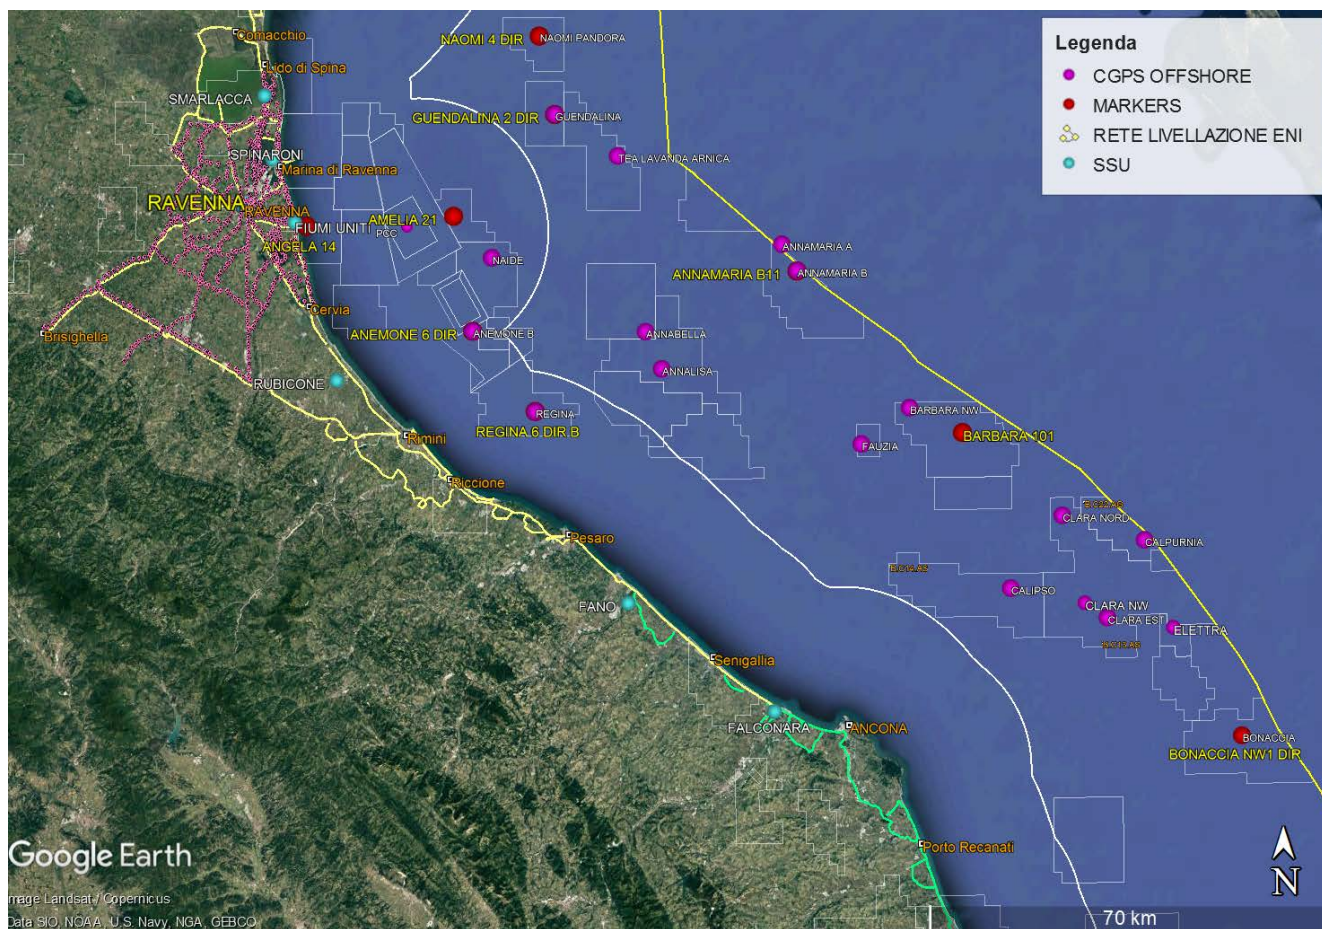 Comacchio
NAOMI 4 DIR
NAOMI PANDORA
Legenda
CGPS OFFSHORE
MARKERS
RETE LIVELLAZIONE ENI
SSU
Lido di Spina
SMARLACCA
GUENDALINA 2 DIR
GUENDALINA
SPINARONI
TEA LAVANDA ARNICA
Marina di Ravenna
RAVENNA
RAVENNA
FIUMI UNITI
PCC
AMELIA 21
ANGELA 14
NAIDE
ANNAMARIA A
ANNAMARIA B11
ANNAMARIA B
Cervia
Brisighella
ANEMONE 6 DIR
ANEMONE B
ANNABELLA
ANNALISA
RUBICONE
REGINA
REGINA 6 DIR B
BARBARA NW
BARBARA 101
FAUZIA
Rimini
Riccione
CLARA NORD
Pesaro
CALPURNIA
CALIPSO
FANO
CLARA NW
CLARA EST
ELETTRA
Senigallia
FALCONARA
ANCONA
BONACCIA
BONACCIA NW1 DIR
Porto Recanati
Google Earth
N
mage Landsat / Copernicus
Data SIO, NOAA, U.S. Navy, NGA, GEBCO
70 km